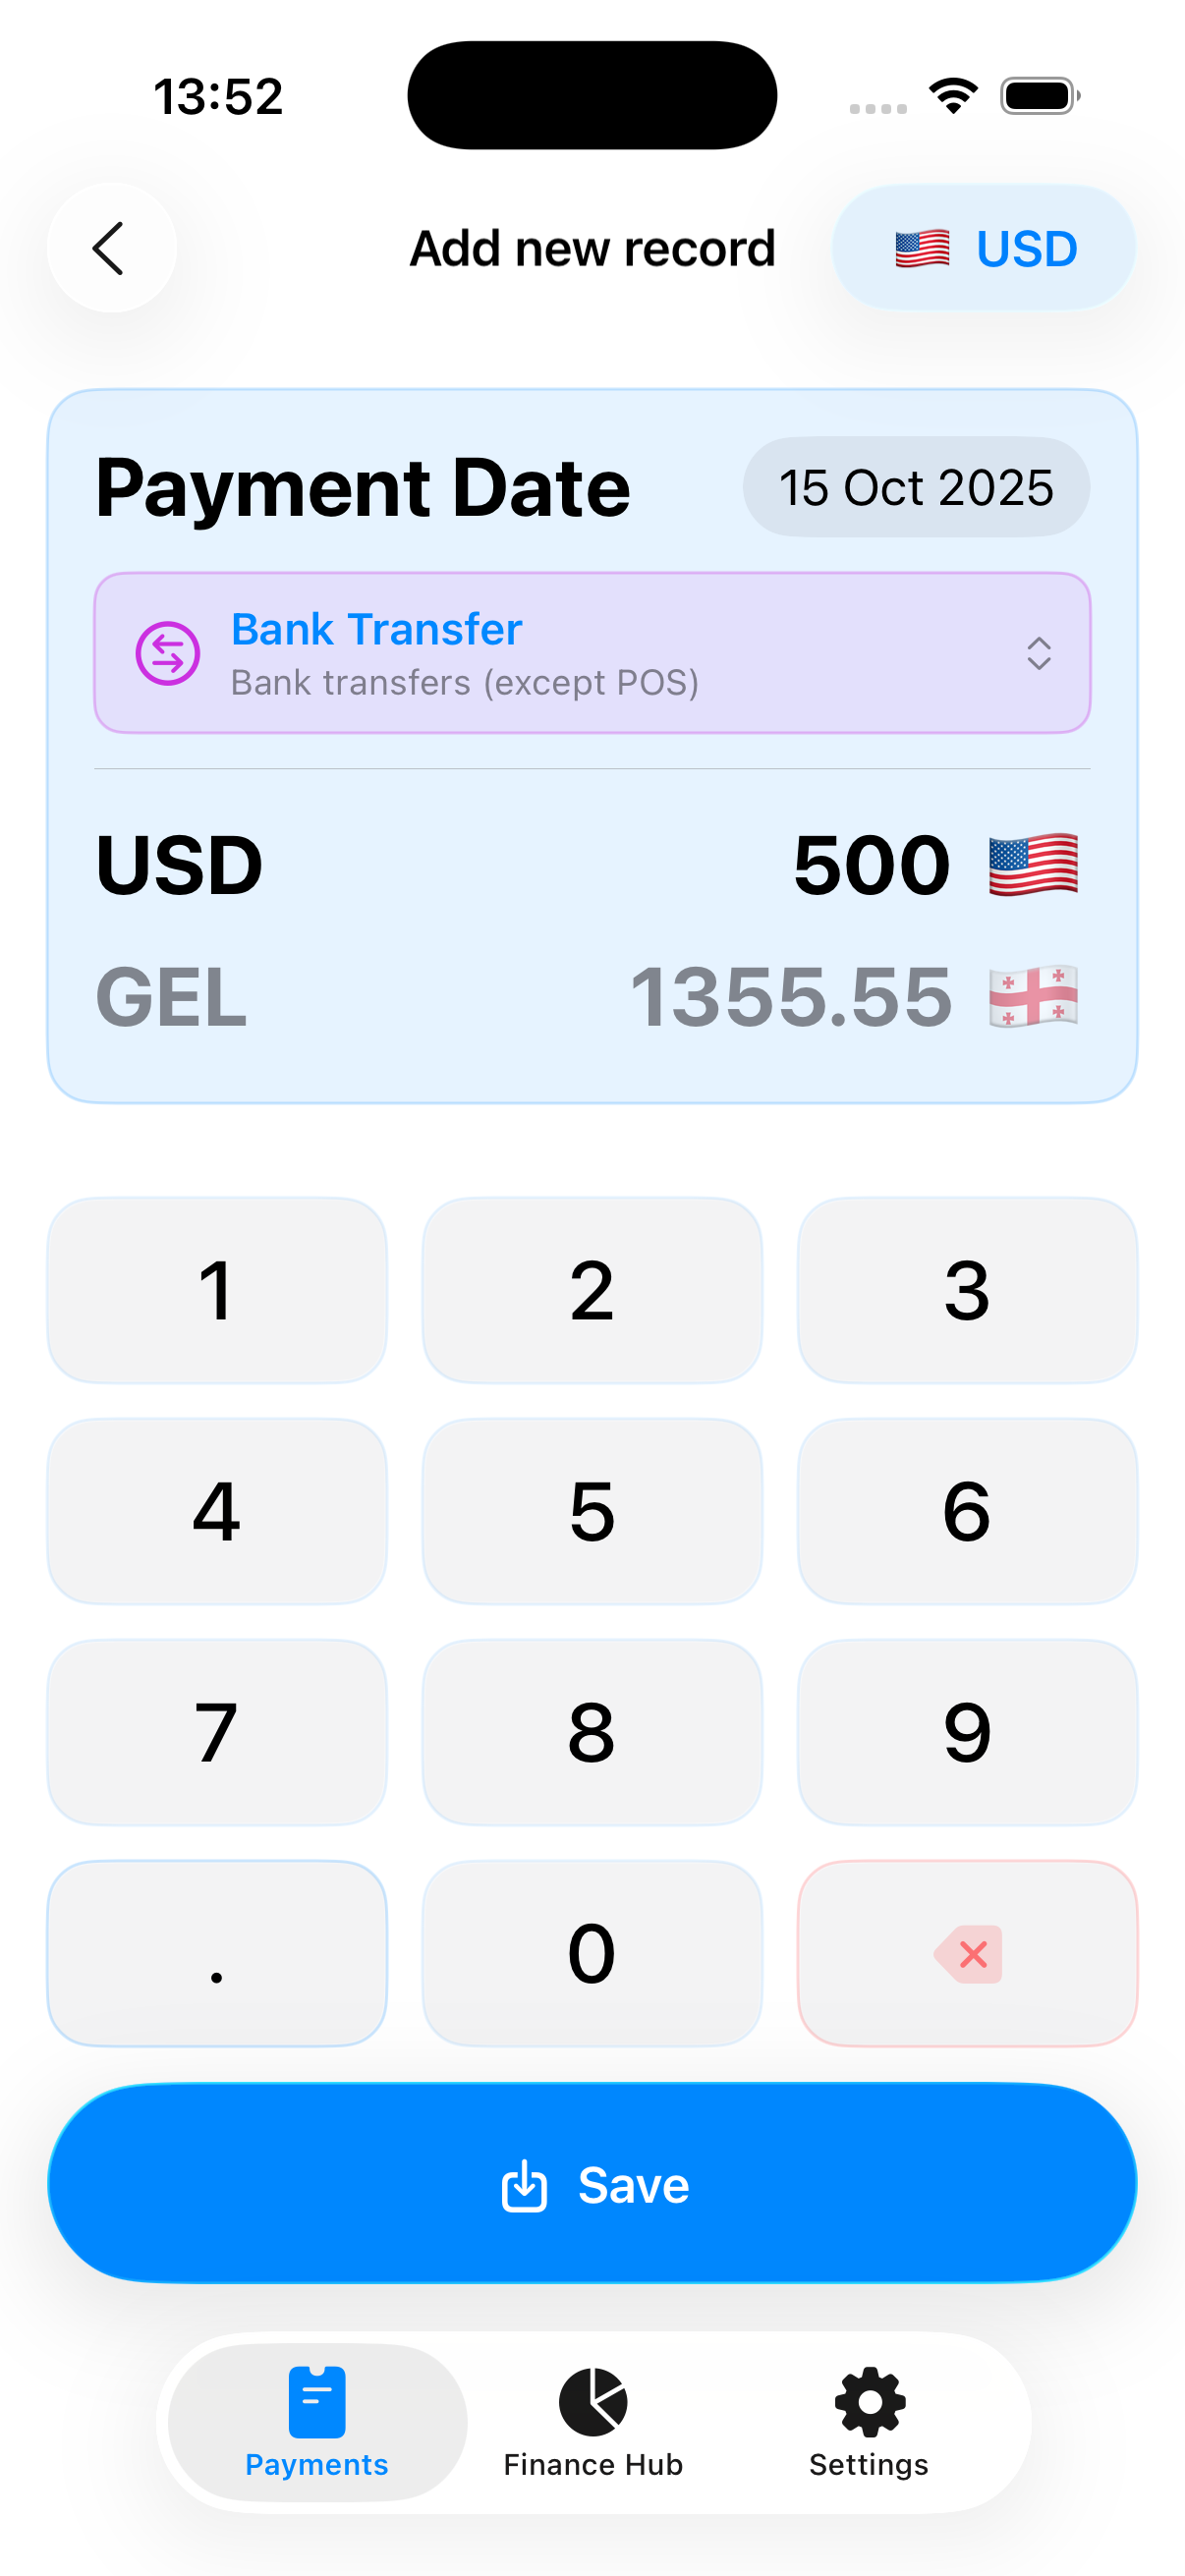 13:52
Add new record
USD
Payment Date
15 Oct 2025
Bank Transfer
Bank transfers (except POS)
USD
500
GEL
1355.55
1
2
3
4
5
6
7
8
9
.
0
Save
Payments
Finance Hub
Settings